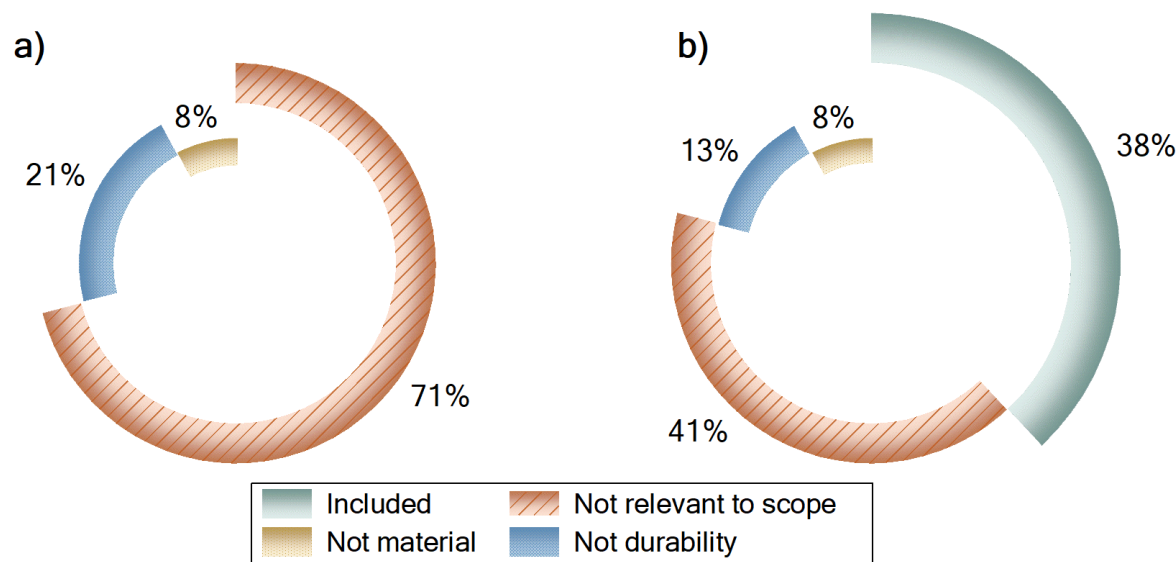 a)
8%
21%
71%
b)
8%
13%
38%
41%
Included
Not relevant to scope
Not material
Not durability